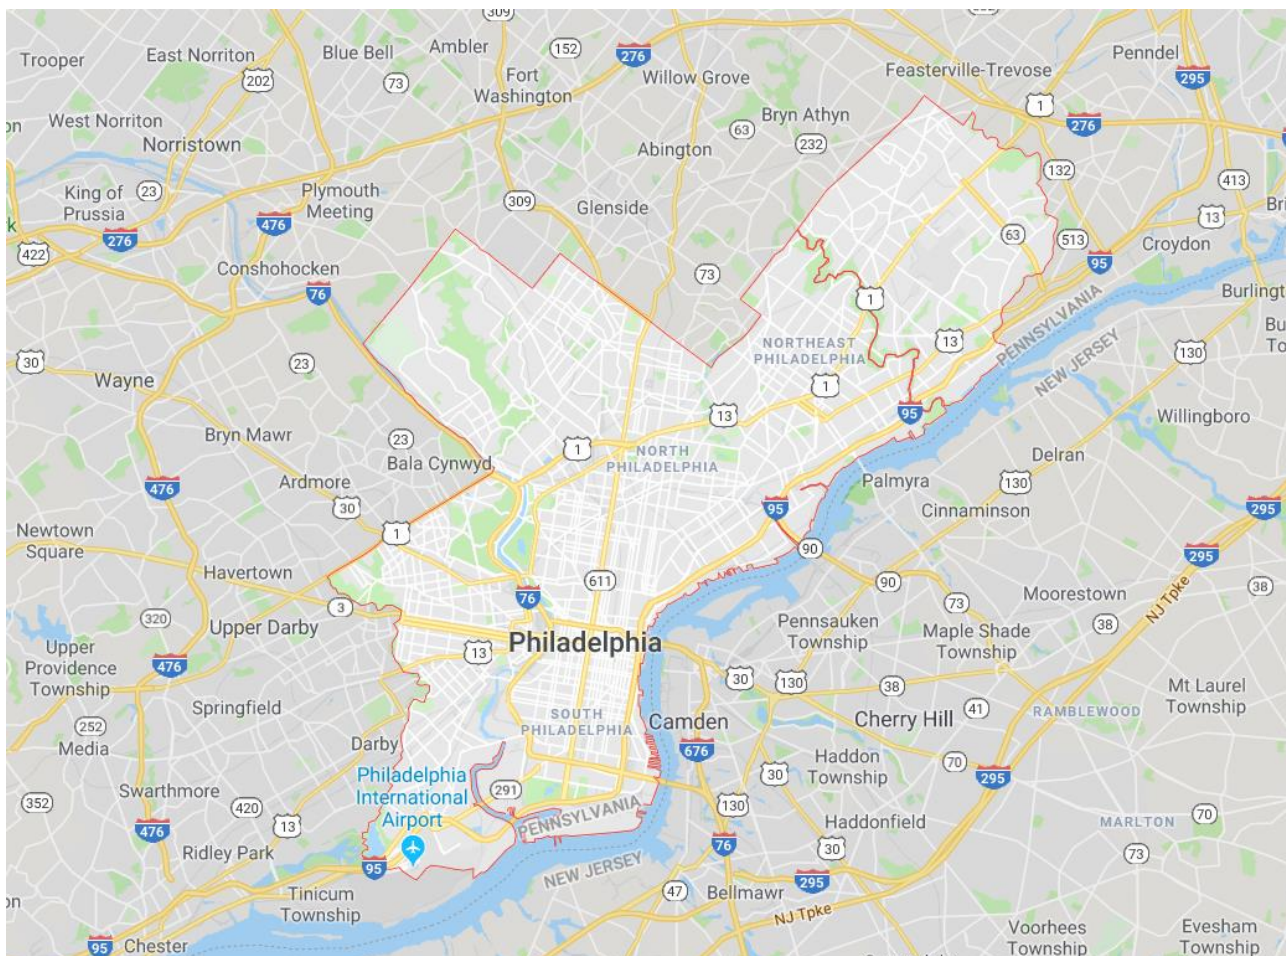 309
Trooper
East Norriton
Blue Bell
Ambler
152
276
Willow Grove
Feasterville-Trevose
Penndel
295
202
73
Fort
Washington
1
276
West Norriton
Norristown
Bryn Athyn
63
232
Abington
132
413
King of
Prussia
23
Plymouth
Meeting
309
Glenside
63
513
13
Bri
476
276
422
Croydon
95
Conshohocken
76
73
1
Burling
PENNSYLVANIA
NEW JERSEY
Bu
To
30
23
NORTHEAST
PHILADELPHIA
13
130
Wayne
1
13
95
Willingboro
Bryn Mawr
23
1
NORTH
PHILADELPHIA
Bala Cynwyd
Delran
476
Ardmore
30
Palmyra
130
Cinnaminson
295
95
Newtown
Square
1
90
295
Havertown
76
611
90
Moorestown
38
NJ Tpke
3
73
320
Upper Darby
Pennsauken
Township
Maple Shade
Township
38
Upper
Providence
Township
476
13
Philadelphia
30
130
38
Mt Laurel
Township
Springfield
SOUTH
PHILADELPHIA
Camden
Cherry Hill
41
RAMBLEWOOD
252
Media
Darby
676
Haddon
Township
70
295
Philadelphia
International
Airport
30
Swarthmore
291
352
420
13
476
PENNSYLVANIA
130
Haddonfield
MARLTON
70
73
Ridley Park
95
NEW JERSEY
76
30
Tinicum
Township
47
Bellmawr
295
NJ Tpke
Voorhees
Township
Evesham
Township
95
Chester